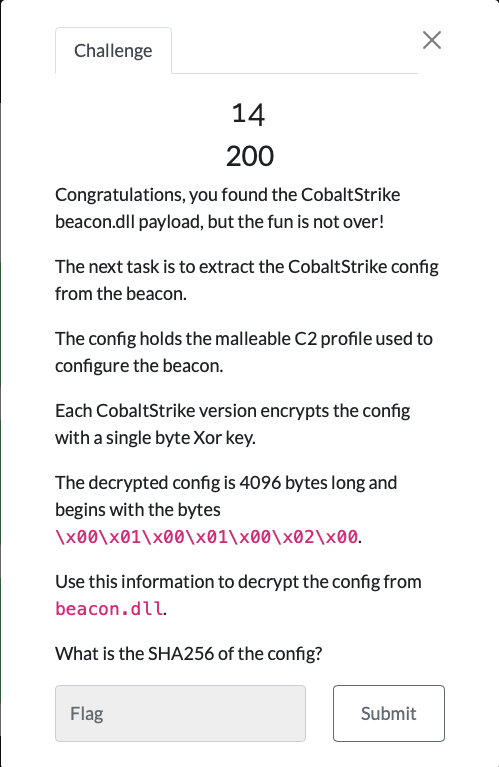 Challenge
14
200
Congratulations, you found the CobaltStrike
beacon.dll payload, but the fun is not over!
The next task is to extract the CobaltStrike config
from the beacon.
The config holds the malleable C2 profile used to
configure the beacon.
Each CobaltStrike version encrypts the config
with a single byte Xor key.
The decrypted config is 4096 bytes long and
begins with the bytes
\x00\x01\x00\x01\x00\x02\x00.
Use this information to decrypt the config from
beacon.dll.
What is the SHA256 of the config?
Flag
Submit